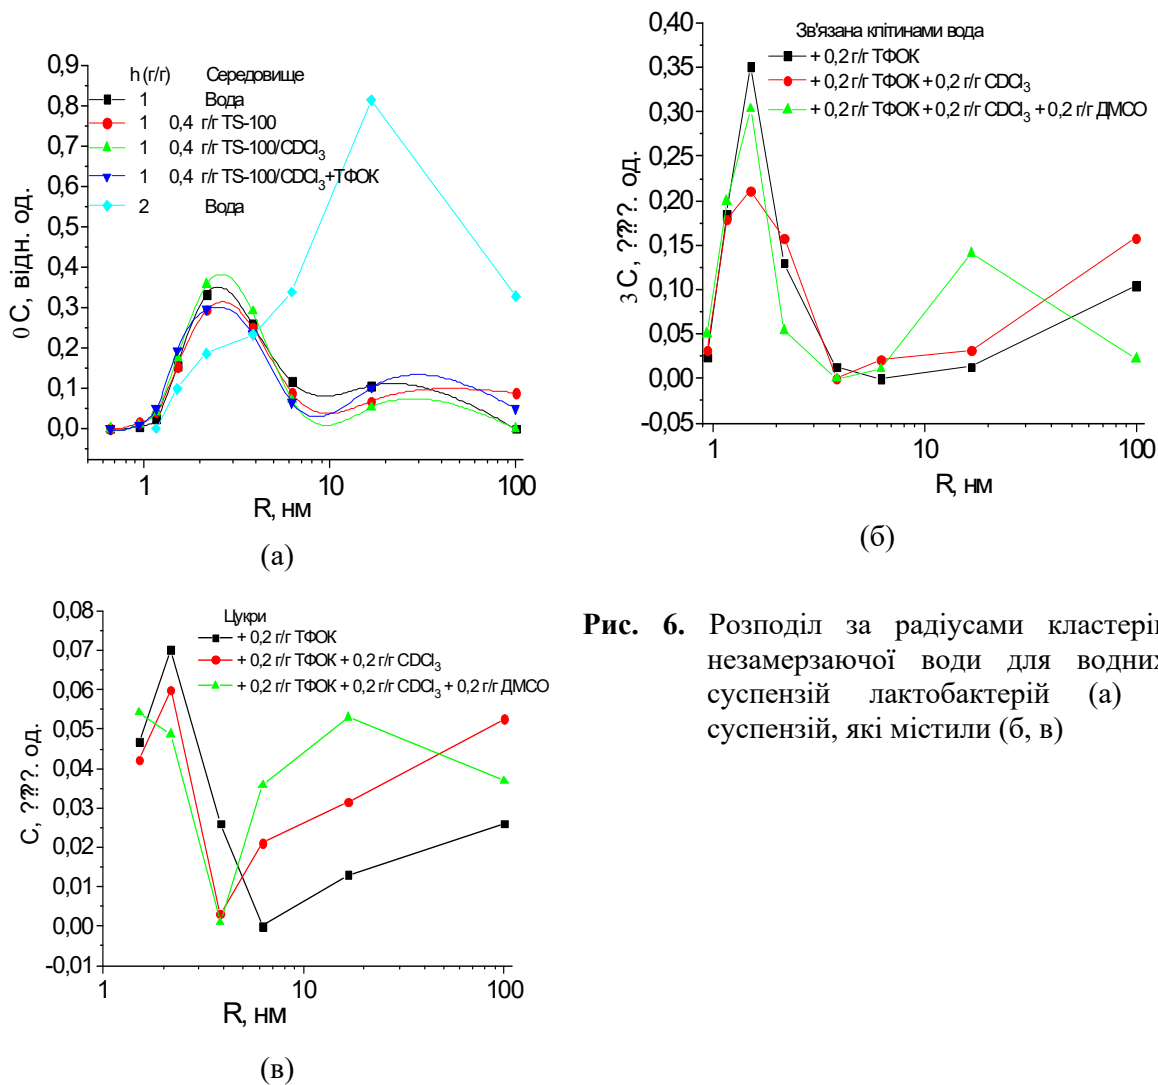 0,9
0,8
0,7
0,6
0,5
0,4
0,3
0,2
0,1
0,0
0 С, відн. од.
h (г/г) Середовище
1 Вода
1 0,4 г/г TS-100
1 0,4 г/г TS-100/CDCl3
1 0,4 г/г TS-100/CDCl3+ТФОК
2 Вода
1 10 100
R, нм
(а)
0,40
0,35
0,30
0,25
0,20
0,15
0,10
0,05
0,00
-0,05
3 С, ????. од.
Зв'язана клітинами вода
+ 0,2 г/г ТФОК
+ 0,2 г/г ТФОК + 0,2 г/г CDCl3
+ 0,2 г/г ТФОК + 0,2 г/г CDCl3 + 0,2 г/г ДМСО
1 10 100
R, нм
(б)
0,08
0,07
0,06
0,05
0,04
0,03
0,02
0,01
0,00
-0,01
С, ????. од.
Цукри
+ 0,2 г/г ТФОК
+ 0,2 г/г ТФОК + 0,2 г/г CDCl3
+ 0,2 г/г ТФОК + 0,2 г/г CDCl3 + 0,2 г/г ДМСО
1 10 100
R, нм
(в)
Рис. 6. Розподіл за радіусами кластерів
незамерзаючої води для водних
суспензій лактобактерій (а)
суспензій, які містили (б, в)